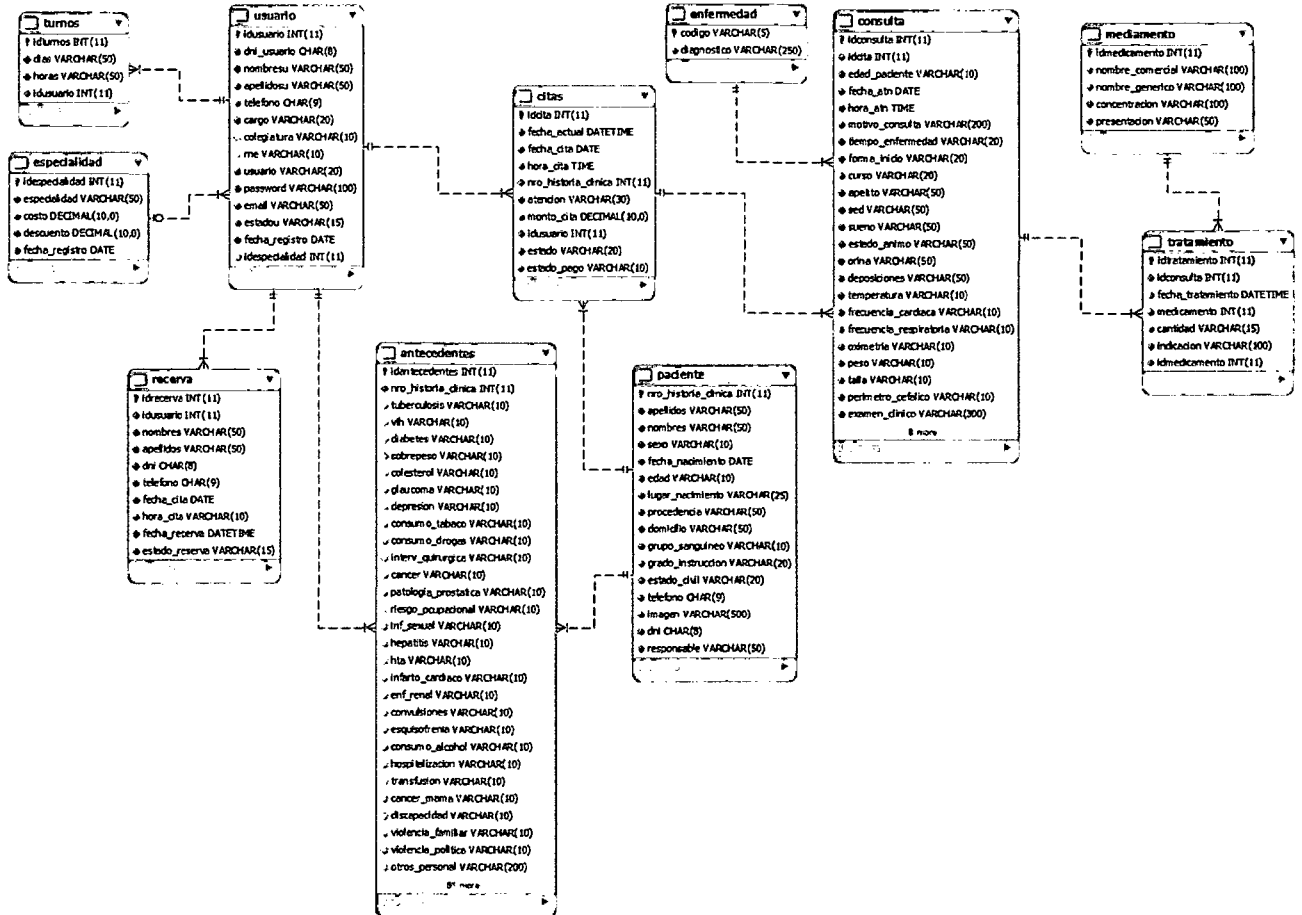 turnos
idturnos INT(11)
dias VARCHAR(50)
horas VARCHAR(50)
idusuario INT(11)
especialidad
idespecialidad INT(11)
especialidad VARCHAR(50)
costo DECIMAL(10,0)
descuento DECIMAL(10,0)
fecha_registro DATE
usuario
idusuario INT(11)
dni_usuario CHAR(8)
nombresu VARCHAR(50)
apellidosu VARCHAR(50)
telefono CHAR(9)
cargo VARCHAR(20)
colegiatura VARCHAR(10)
rne VARCHAR(10)
usuario VARCHAR(20)
password VARCHAR(100)
email VARCHAR(50)
estadou VARCHAR(15)
fecha_registro DATE
idespecialidad INT(11)
recerva
idrecerva INT(11)
idusuario INT(11)
nombres VARCHAR(50)
apellidos VARCHAR(50)
dni CHAR(8)
telefono CHAR(9)
fecha_cita DATE
hora_cita VARCHAR(10)
fecha_reserva DATETIME
estado_reserva VARCHAR(15)
antecedentes
idantecedentes INT(11)
nro_historia_clinica INT(11)
tuberculosis VARCHAR(10)
vih VARCHAR(10)
diabetes VARCHAR(10)
sobrepeso VARCHAR(10)
colesterol VARCHAR(10)
glaucoma VARCHAR(10)
depresion VARCHAR(10)
consumo_tabaco VARCHAR(10)
consumo_drogas VARCHAR(10)
interv_quirurgica VARCHAR(10)
cancer VARCHAR(10)
patologia_prostatica VARCHAR(10)
riesgo_ocupacional VARCHAR(10)
inf_sexual VARCHAR(10)
hepatitis VARCHAR(10)
hta VARCHAR(10)
infarto_cardiaco VARCHAR(10)
enf_renal VARCHAR(10)
convulsiones VARCHAR(10)
esquisofrenia VARCHAR(10)
consumo_alcohol VARCHAR(10)
hospitalizacion VARCHAR(10)
transfusion VARCHAR(10)
cancer_mama VARCHAR(10)
discapacidad VARCHAR(10)
violencia_familiar VARCHAR(10)
violencia_politica VARCHAR(10)
otros_personal VARCHAR(200)
more
citas
idcita INT(11)
fecha_actual DATETIME
fecha_cita DATE
hora_cita TIME
nro_historia_clinica INT(11)
atencion VARCHAR(30)
monto_cita DECIMAL(10,0)
idusuario INT(11)
estado VARCHAR(20)
estado_pago VARCHAR(10)
enfermedad
codigo VARCHAR(5)
diagnostico VARCHAR(250)
paciente
nro_historia_clinica INT(11)
apellidos VARCHAR(50)
nombres VARCHAR(50)
sexo VARCHAR(10)
fecha_nacimiento DATE
edad VARCHAR(10)
lugar_nacimiento VARCHAR(25)
procedencia VARCHAR(50)
domicilio VARCHAR(50)
grupo_sanguineo VARCHAR(10)
grado_instruccion VARCHAR(20)
estado_civil VARCHAR(20)
telefono CHAR(9)
imagen VARCHAR(500)
dni CHAR(8)
responsable VARCHAR(50)
consulta
idconsulta INT(11)
idcita INT(11)
edad_paciente VARCHAR(10)
fecha_atn DATE
hora_atn TIME
motivo_consulta VARCHAR(200)
tiempo_enfermedad VARCHAR(20)
forma_inicio VARCHAR(20)
curso VARCHAR(20)
apetito VARCHAR(50)
sed VARCHAR(50)
sueno VARCHAR(50)
estado_animo VARCHAR(50)
orina VARCHAR(50)
deposiciones VARCHAR(50)
temperatura VARCHAR(10)
frecuencia_cardiaca VARCHAR(10)
frecuencia_respiratoria VARCHAR(10)
oximetria VARCHAR(10)
peso VARCHAR(10)
talla VARCHAR(10)
perimetro_cefalico VARCHAR(10)
examen_clinico VARCHAR(300)
8 more
mediamento
idmedicamento INT(11)
nombre_comercial VARCHAR(100)
nombre_generico VARCHAR(100)
concentracion VARCHAR(100)
presentacion VARCHAR(50)
tratamiento
idtratamiento INT(11)
idconsulta INT(11)
fecha_tratamiento DATETIME
medicamento INT(11)
cantidad VARCHAR(15)
indicacion VARCHAR(100)
idmedicamento INT(11)